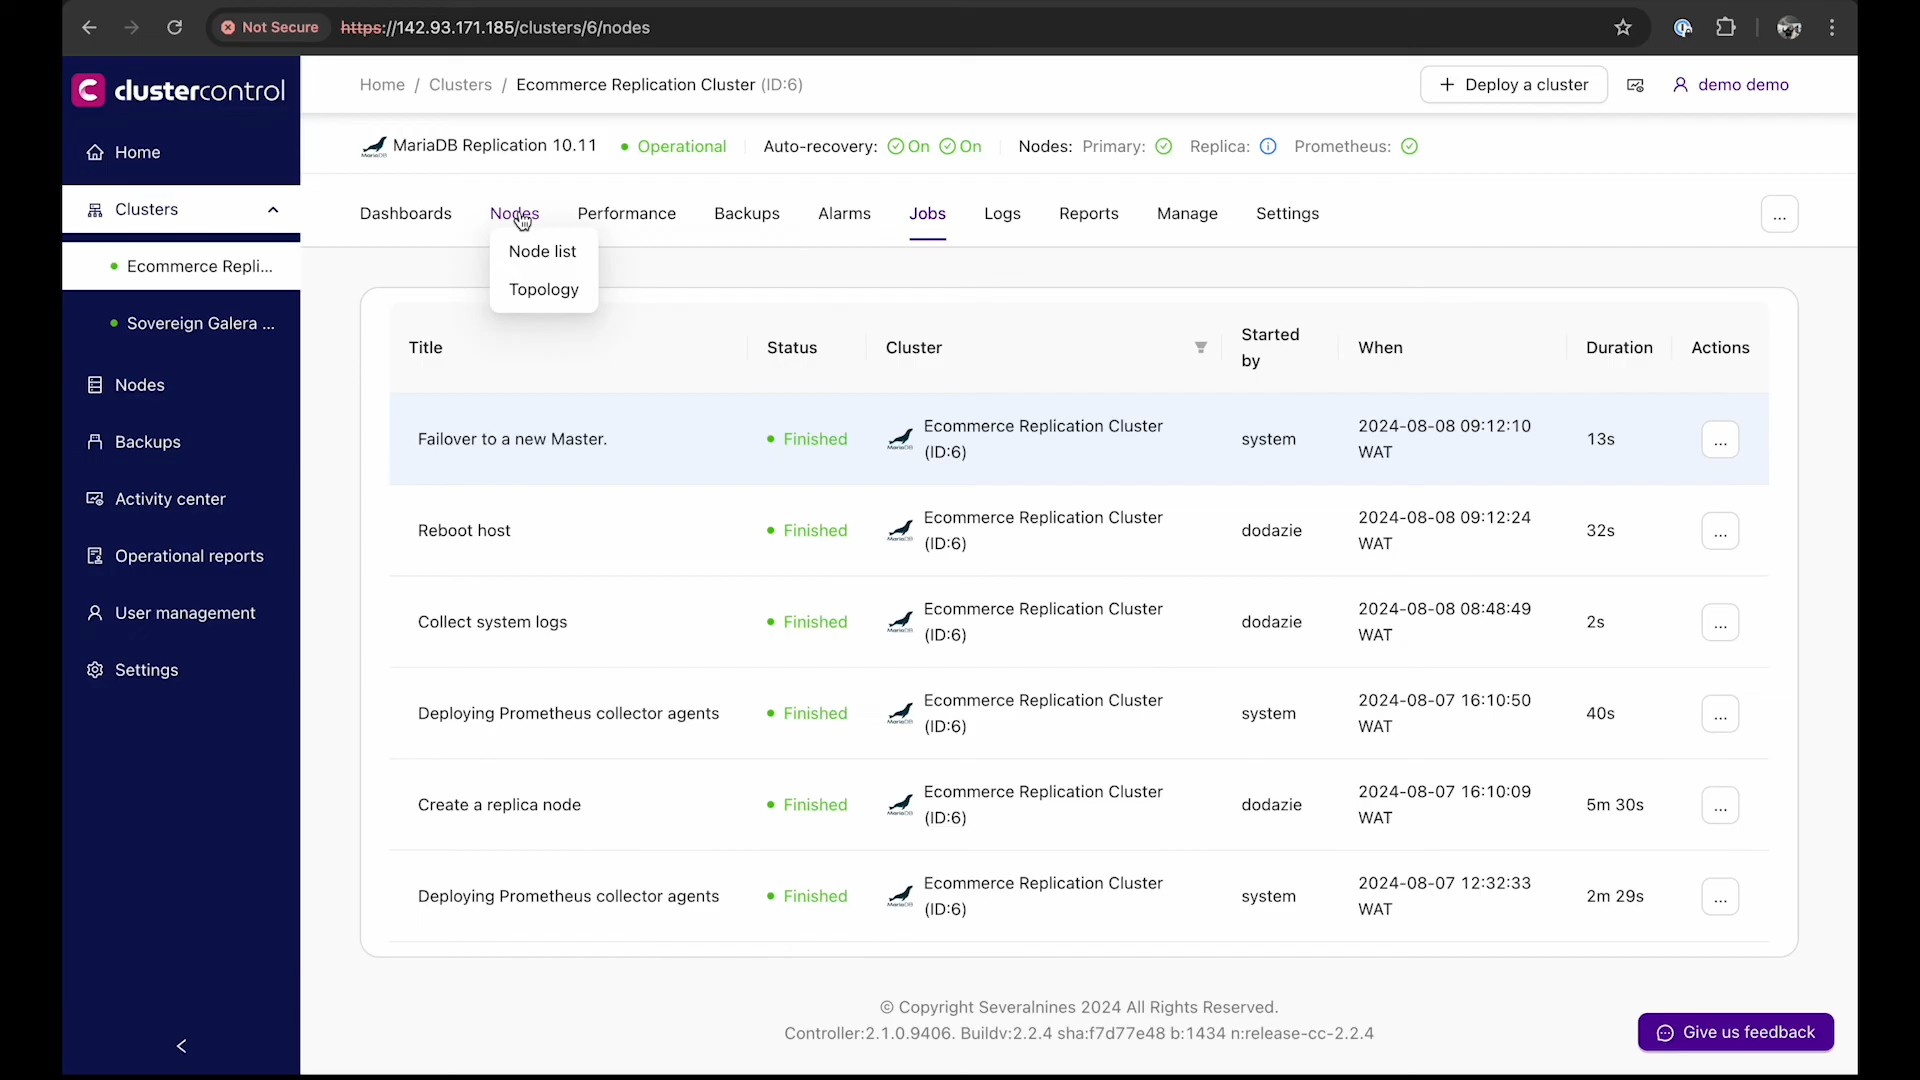 Not Secure https://142.93.171.185/clusters/6/nodes
clustercontrol
Home / Clusters / Ecommerce Replication Cluster (ID:6)
Deploy a cluster
demo demo
MariaDB Replication 10.11
Operational
Auto-recovery: On On
Nodes: Primary: Replica: Prometheus:
Home
Clusters
Ecommerce Repli...
Sovereign Galera ...
Nodes
Backups
Activity center
Operational reports
User management
Settings
Dashboards Nodes Performance Backups Alarms Jobs Logs Reports Manage Settings ...
Node list
Topology
Title Status Cluster Started by When Duration Actions
Failover to a new Master. Finished Ecommerce Replication Cluster (ID:6) system 2024-08-08 09:12:10 WAT 13s ...
Reboot host Finished Ecommerce Replication Cluster (ID:6) dodazie 2024-08-08 09:12:24 WAT 32s ...
Collect system logs Finished Ecommerce Replication Cluster (ID:6) dodazie 2024-08-08 08:48:49 WAT 2s ...
Deploying Prometheus collector agents Finished Ecommerce Replication Cluster (ID:6) system 2024-08-07 16:10:50 WAT 40s ...
Create a replica node Finished Ecommerce Replication Cluster (ID:6) dodazie 2024-08-07 16:10:09 WAT 5m 30s ...
Deploying Prometheus collector agents Finished Ecommerce Replication Cluster (ID:6) system 2024-08-07 12:32:33 WAT 2m 29s ...
© Copyright Severalnines 2024 All Rights Reserved.
Controller:2.1.0.9406. Buildv:2.2.4 sha:f7d77e48 b:1434 n:release-cc-2.2.4
Give us feedback